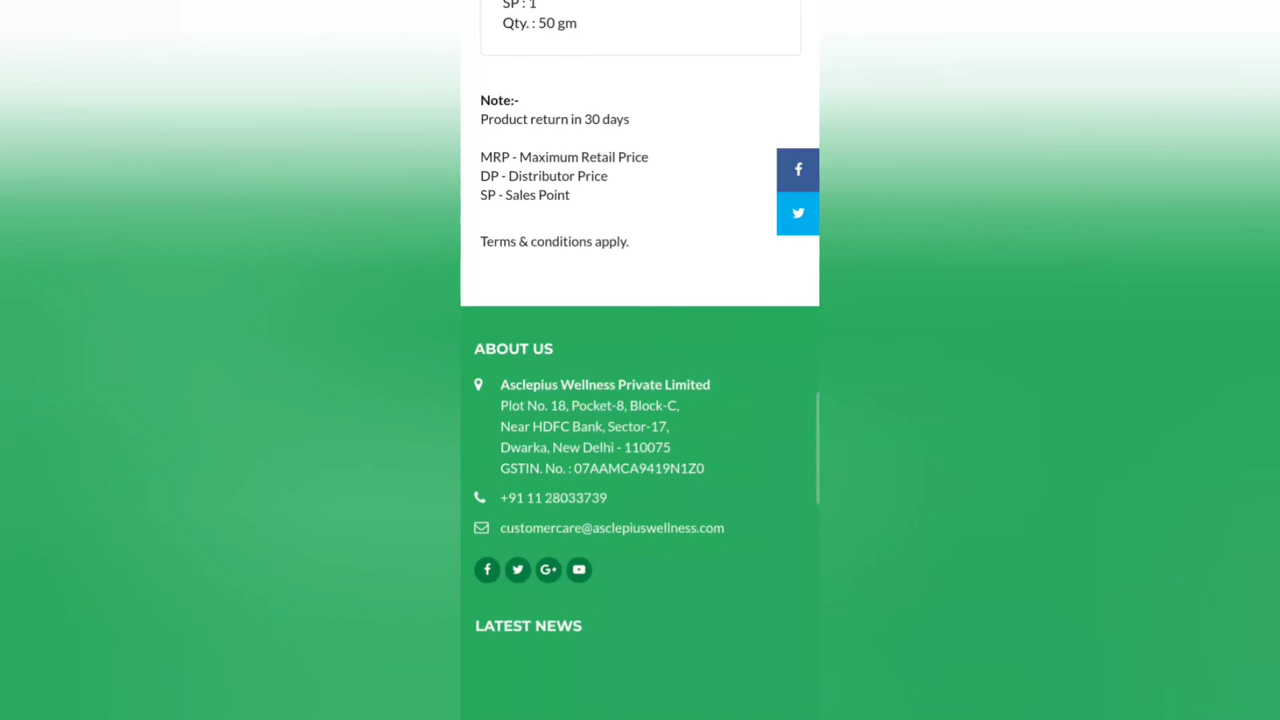 SP : 1
Qty. : 50 gm
Note:-
Product return in 30 days
MRP - Maximum Retail Price
DP - Distributor Price
SP - Sales Point
Terms & conditions apply.
ABOUT US
Asclepius Wellness Private Limited
Plot No. 18, Pocket-8, Block-C,
Near HDFC Bank, Sector-17,
Dwarka, New Delhi - 110075
GSTIN. No. : 07AAMCA9419N1Z0
+91 11 28033739
customercare@asclepiuswellness.com
LATEST NEWS